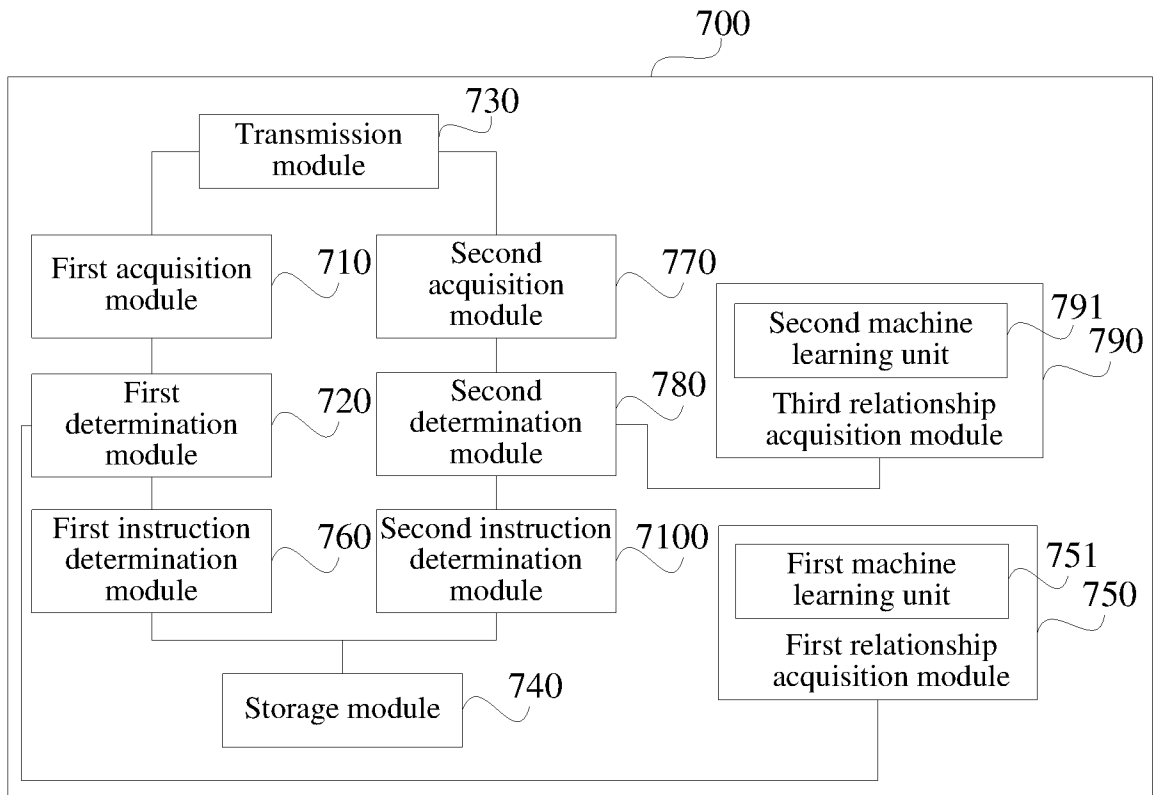 700
730
Transmission
module
First acquisition
module
710
Second
acquisition
module
770
Second machine
learning unit
791
790
Third relationship
acquisition module
First
determination
module
720
Second
determination
module
780
First instruction
determination
module
760
Second instruction
determination
module
7100
First machine
learning unit
751
750
First relationship
acquisition module
Storage module
740